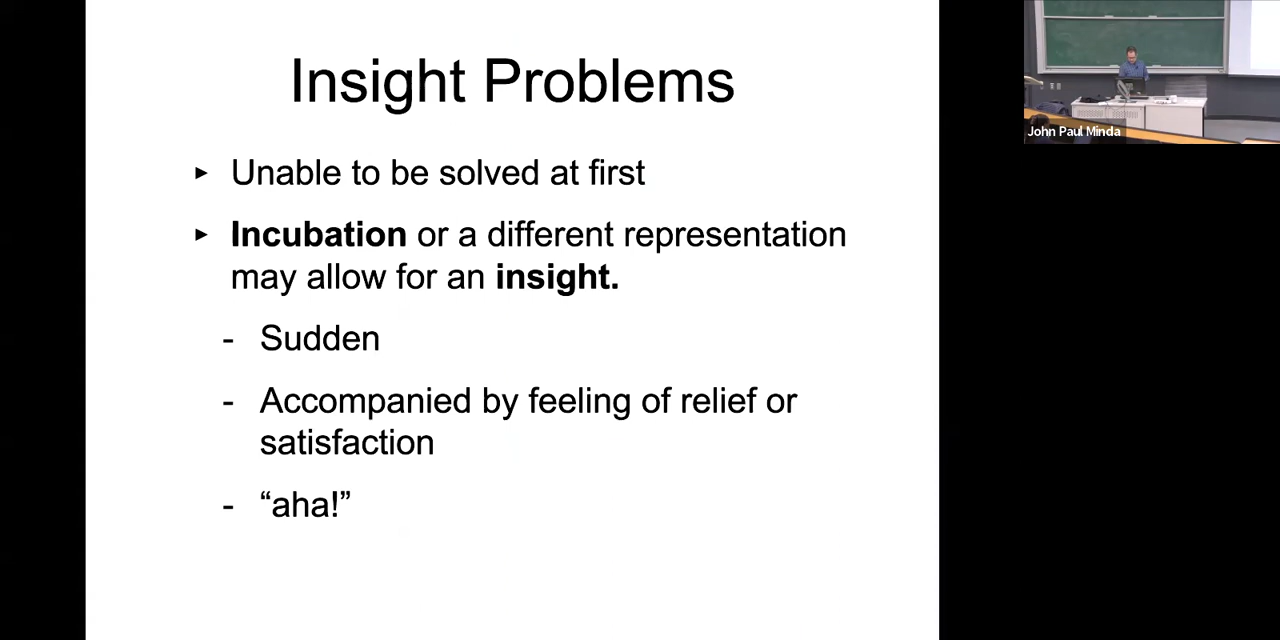 Insight Problems
▸ Unable to be solved at first
▸ Incubation or a different representation
may allow for an insight.
- Sudden
- Accompanied by feeling of relief or
satisfaction
- “aha!”
John Paul Minda